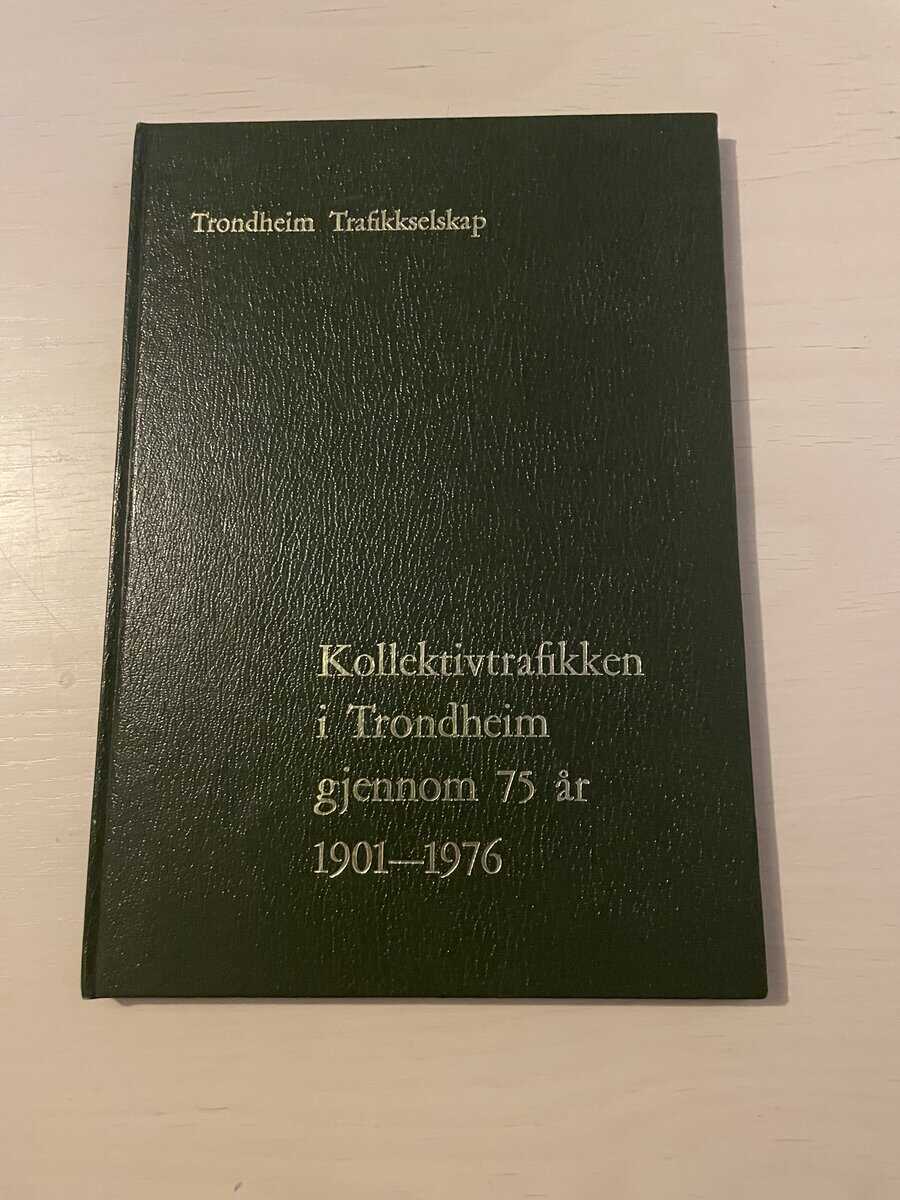 Trondheim Trafikkselskap
Kollektivtrafikken
i Trondheim
gjennom 75 år
1901—1976